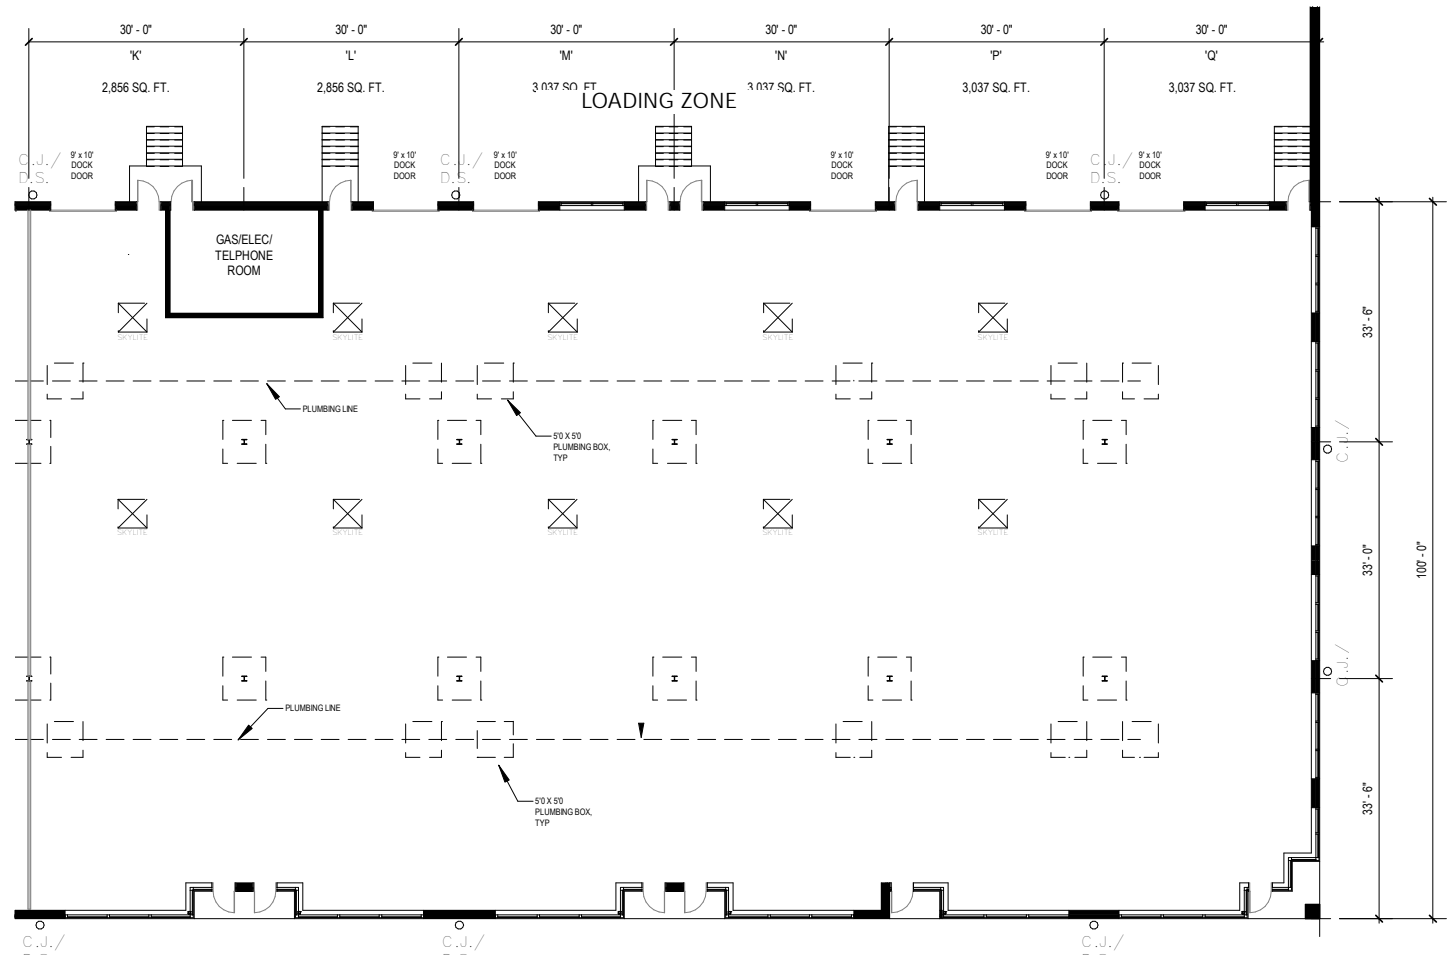 30' - 0" 30' - 0" 30' - 0" 30' - 0" 30' - 0" 30' - 0"
'K' 'L' 'M' 'N' 'P' 'Q'
2,856 SQ. FT. 2,856 SQ. FT. 3,037 SQ. FT. 3,037 SQ. FT. 3,037 SQ. FT. 3,037 SQ. FT.
LOADING ZONE
C.J./
D.S.
9' x 10'
DOCK
DOOR
9' x 10'
DOCK
DOOR
C.J./
D.S.
9' x 10'
DOCK
DOOR
9' x 10'
DOCK
DOOR
9' x 10'
DOCK
DOOR
C.J./
D.S.
9' x 10'
DOCK
DOOR
GAS/ELEC/
TELPHONE
ROOM
SKYLITE SKYLITE SKYLITE SKYLITE SKYLITE
33' - 6"
PLUMBING LINE
5'0 X 5'0
PLUMBING BOX,
TYP
C.J./
SKYLITE SKYLITE SKYLITE SKYLITE SKYLITE
33' - 0"
100' - 0"
C.J./
PLUMBING LINE
5'0 X 5'0
PLUMBING BOX,
TYP
33' - 6"
C.J./ C.J./ C.J./